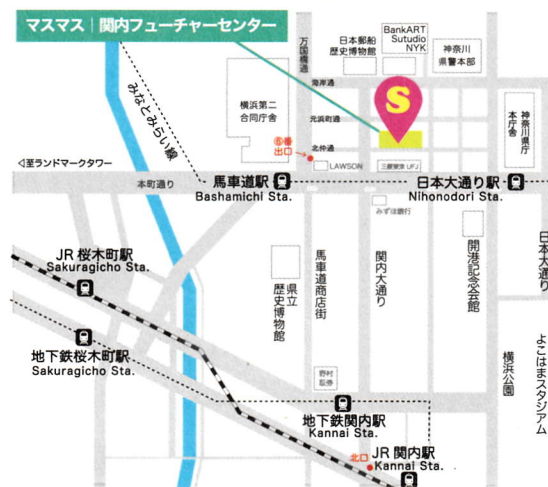 マスマス｜関内フューチャーセンター
万国橋通
日本郵船
歴史博物館
BankART
Sutudio
NYK
神奈川
県警本部
海岸通
みなとみらい線
横浜第二
合同庁舎
元浜町通
S
⑥番
出口
北仲通
神奈川県庁
本庁舎
◁至ランドマークタワー
LAWSON
三菱東京UFJ
本町通り
馬車道駅
Bashamichi Sta.
日本大通り駅
Nihonodori Sta.
みずほ銀行
JR 桜木町駅
Sakuragicho Sta.
県立
歴史博物館
馬車道商店街
関内大通り
開港記念会館
日本大通り
地下鉄桜木町駅
Sakuragicho Sta.
横浜公園
よこはまスタジアム
野村
証券
地下鉄関内駅
Kannai Sta.
北口
JR 関内駅
Kannai Sta.